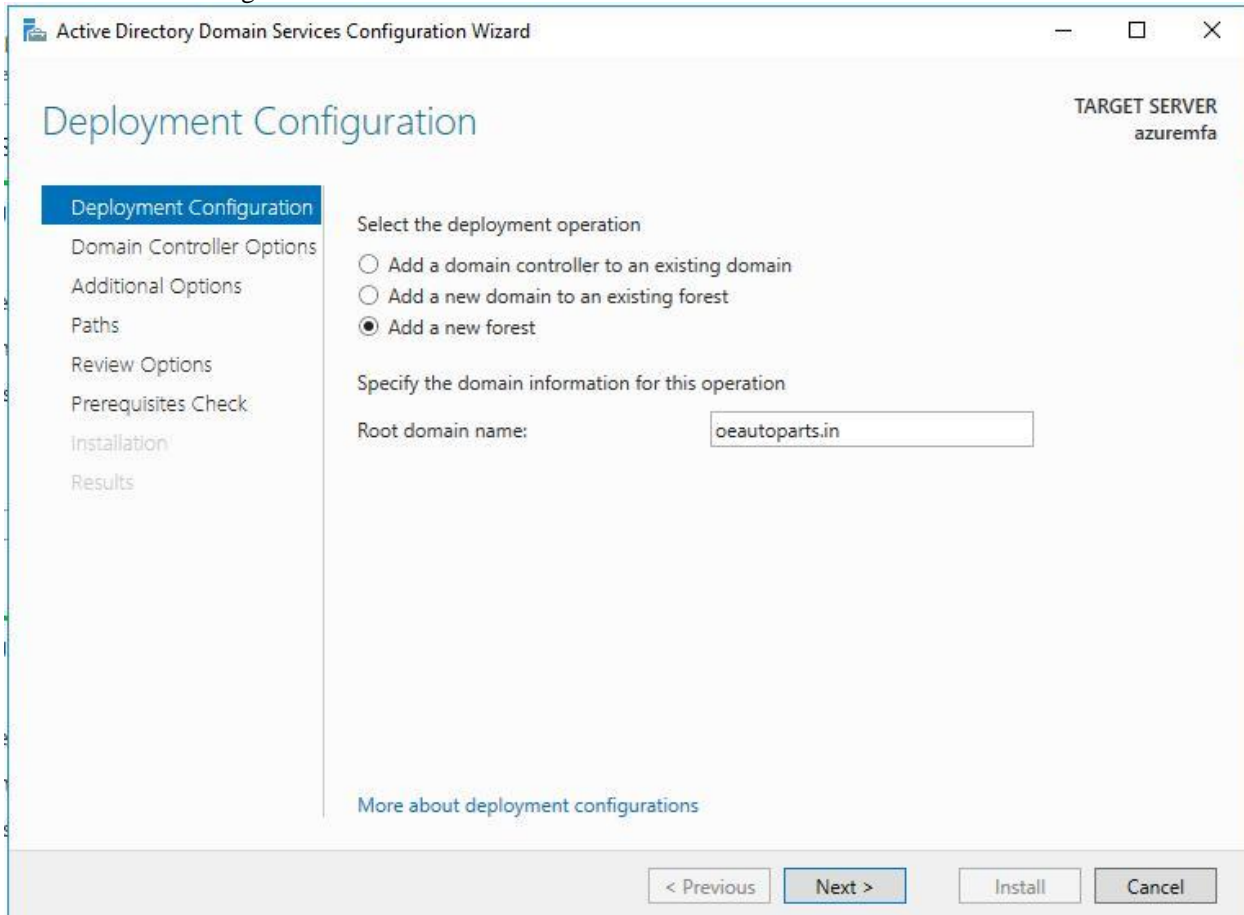 Active Directory Domain Services Configuration Wizard
Deployment Configuration
TARGET SERVER
azuremfa
Deployment Configuration
Domain Controller Options
Additional Options
Paths
Review Options
Prerequisites Check
Installation
Results
Select the deployment operation
Add a domain controller to an existing domain
Add a new domain to an existing forest
Add a new forest
Specify the domain information for this operation
Root domain name: oeautoparts.in
More about deployment configurations
< Previous Next > Install Cancel